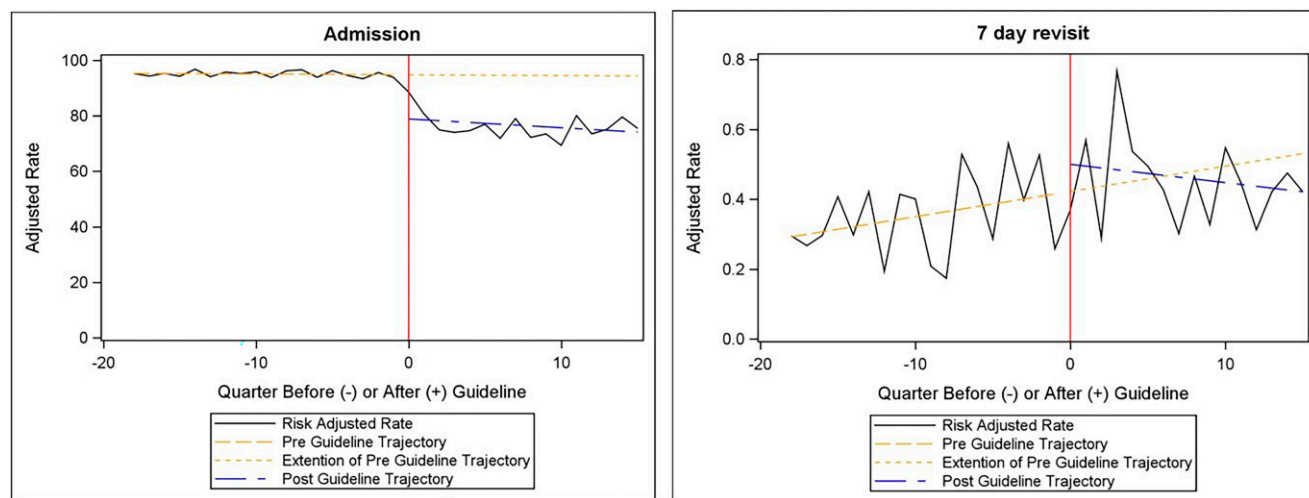 Admission
100
80
60
40
20
0
Adjusted Rate
-20
-10
0
10
Quarter Before (-) or After (+) Guideline
Risk Adjusted Rate
Pre Guideline Trajectory
Extention of Pre Guideline Trajectory
Post Guideline Trajectory
7 day revisit
0.8
0.6
0.4
0.2
0.0
Adjusted Rate
-20
-10
0
10
Quarter Before (-) or After (+) Guideline
Risk Adjusted Rate
Pre Guideline Trajectory
Extention of Pre Guideline Trajectory
Post Guideline Trajectory